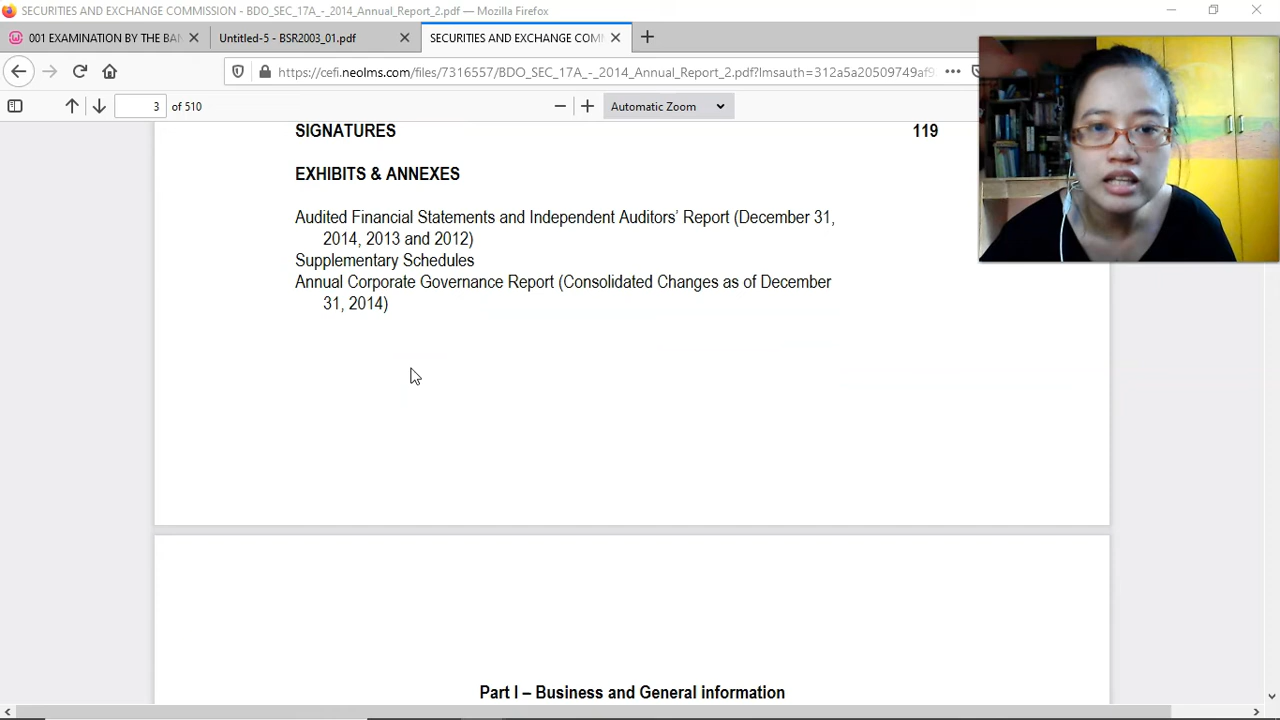 SECURITIES AND EXCHANGE COMMISSION - BDO_SEC_17A_-_2014_Annual_Report_2.pdf — Mozilla Firefox
001 EXAMINATION BY THE BAN
Untitled-5 - BSR2003_01.pdf
SECURITIES AND EXCHANGE COMM
https://cefi.neolms.com/files/7316557/BDO_SEC_17A_-_2014_Annual_Report_2.pdf?lmsauth=312a5a20509749af9
3 of 510
Automatic Zoom
SIGNATURES 119
EXHIBITS & ANNEXES
Audited Financial Statements and Independent Auditors’ Report (December 31,
2014, 2013 and 2012)
Supplementary Schedules
Annual Corporate Governance Report (Consolidated Changes as of December
31, 2014)
Part I – Business and General information